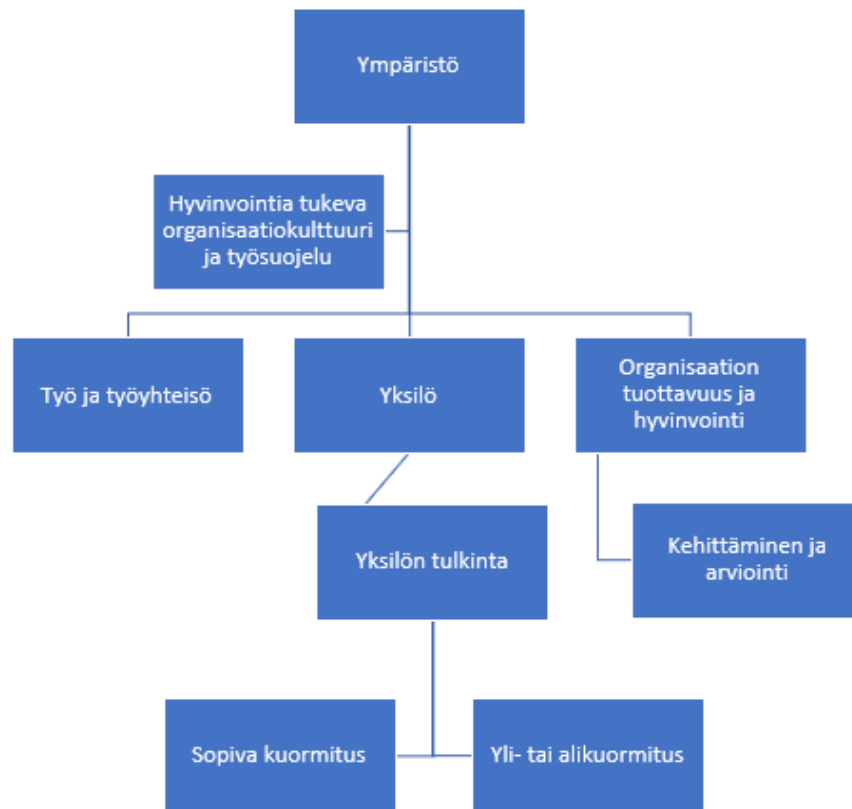 Ympäristö
Hyvinvointia tukeva
organisaatiokulttuuri
ja työsuojelu
Työ ja työyhteisö
Yksilö
Organisaation
tuottavuus ja
hyvinvointi
Yksilön tulkinta
Kehittäminen ja
arviointi
Sopiva kuormitus
Yli- tai alikuormitus